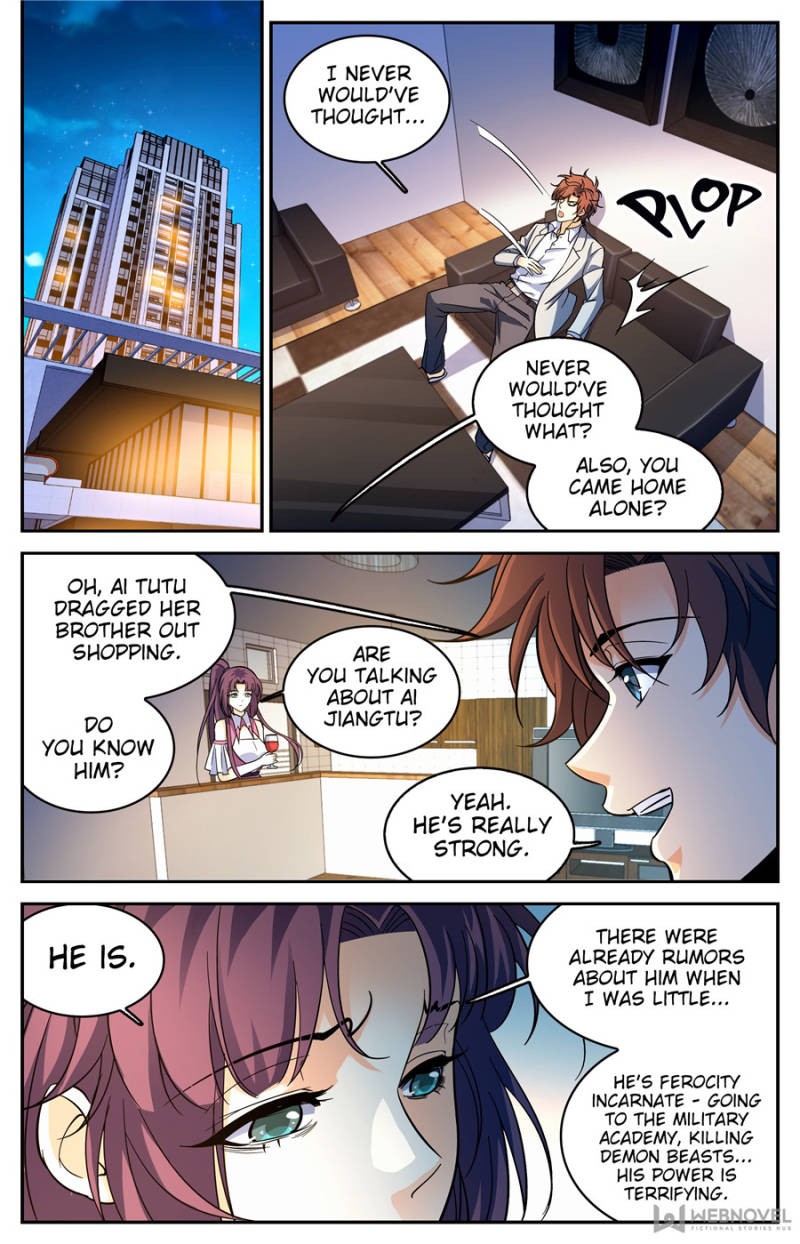 I NEVER
WOULD'VE
THOUGHT...
PLOP
NEVER
WOULD'VE
THOUGHT
WHAT?
ALSO, YOU
CAME HOME
ALONE?
OH, AI TUTU
DRAGGED HER
BROTHER OUT
SHOPPING.
DO
YOU KNOW
HIM?
ARE
YOU TALKING
ABOUT AI
JIANGTU?
YEAH.
HE'S REALLY
STRONG.
HE IS.
THERE WERE
ALREADY RUMORS
ABOUT HIM WHEN
I WAS LITTLE...
HE'S FEROCITY
INCARNATE - GOING
TO THE MILITARY
ACADEMY, KILLING
DEMON BEASTS...
HIS POWER IS
TERRIFYING.
WEBNOVEL
FICTIONAL STORIES HUB